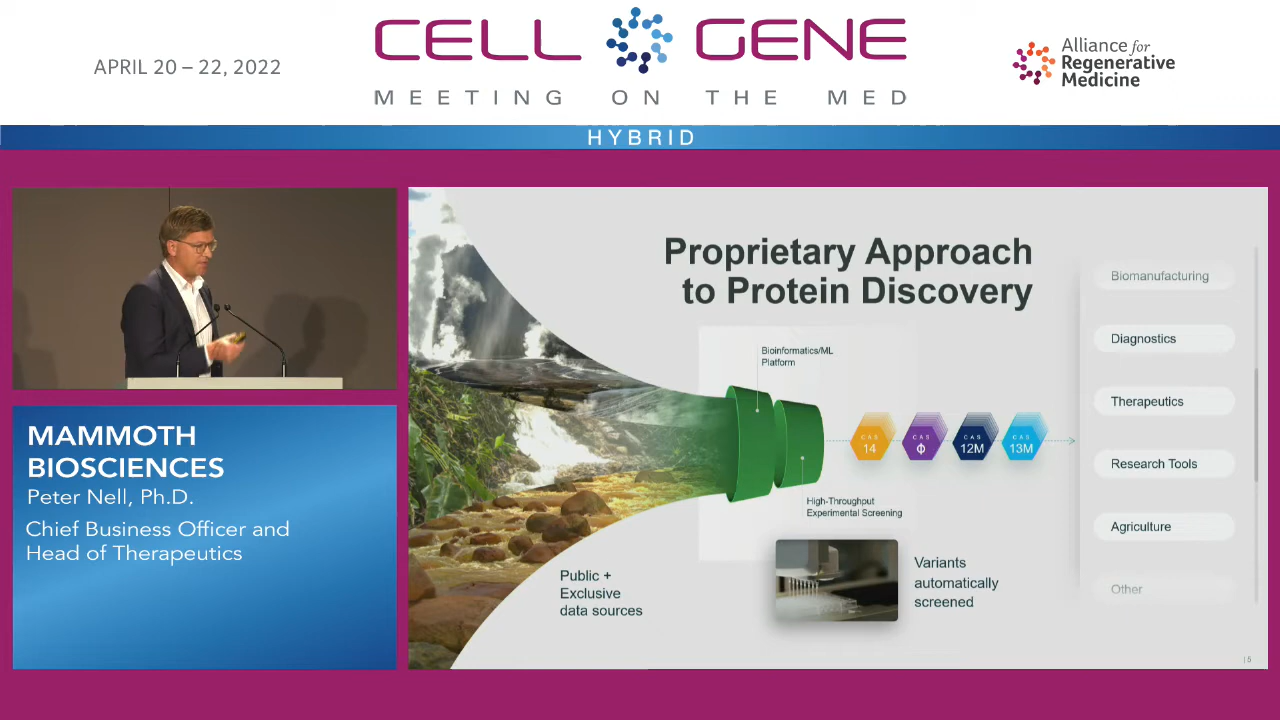 APRIL 20 – 22, 2022
CELL GENE
MEETING ON THE MED
Alliance for
Regenerative
Medicine
HYBRID
MAMMOTH
BIOSCIENCES
Peter Nell, Ph.D.
Chief Business Officer and
Head of Therapeutics
Proprietary Approach
to Protein Discovery
Bioinformatics/ML
Platform
CAS
14
CAS
Φ
CAS
12M
CAS
13M
High-Throughput
Experimental Screening
Public +
Exclusive
data sources
Variants
automatically
screened
Biomanufacturing
Diagnostics
Therapeutics
Research Tools
Agriculture
Other
| 5